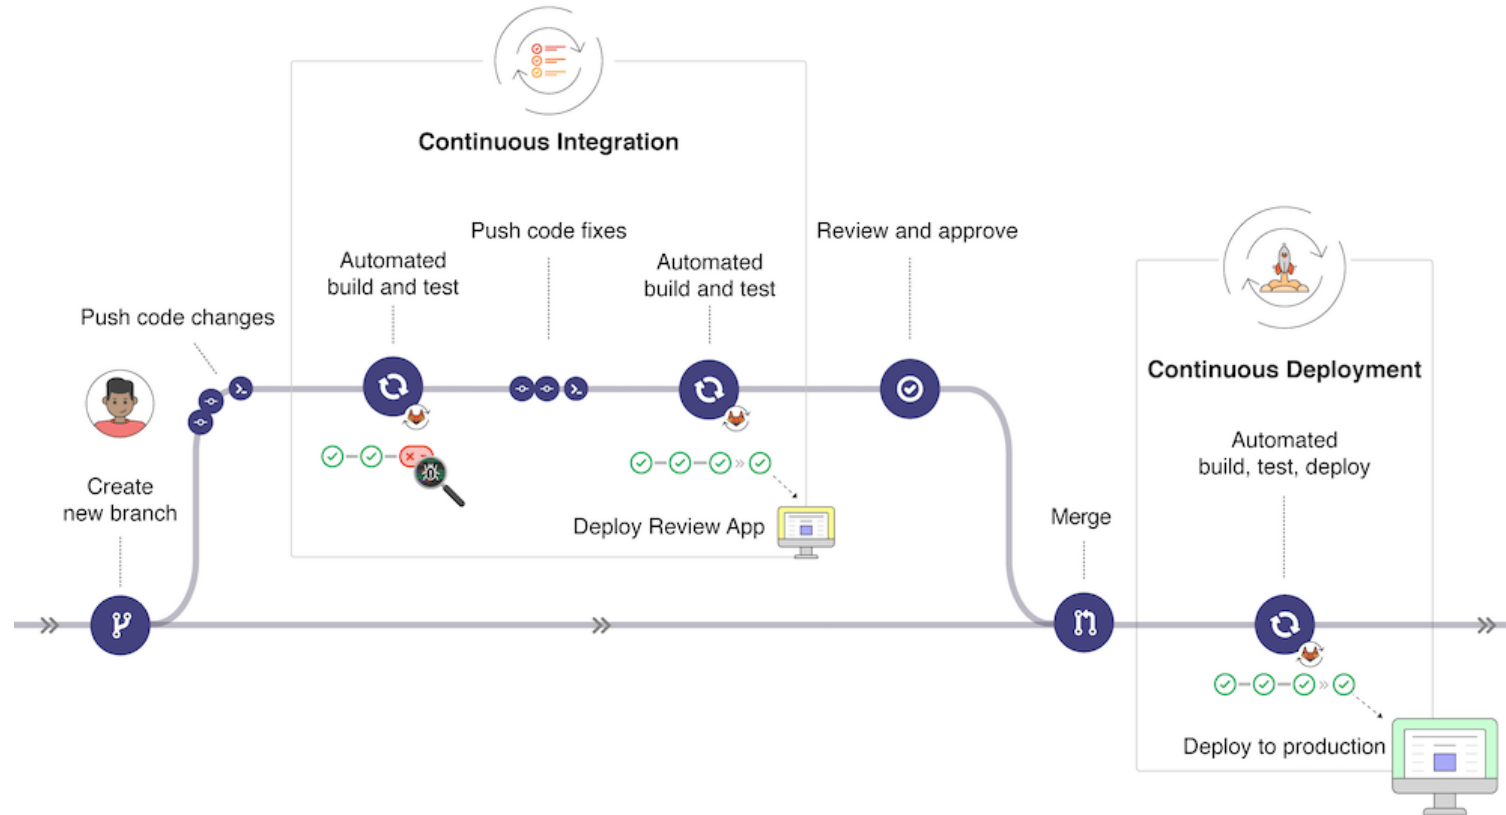 Continuous Integration
Push code fixes
Review and approve
Automated
build and test
Automated
build and test
Push code changes
Continuous Deployment
Automated
build, test, deploy
Create
new branch
Deploy Review App
Merge
Deploy to production